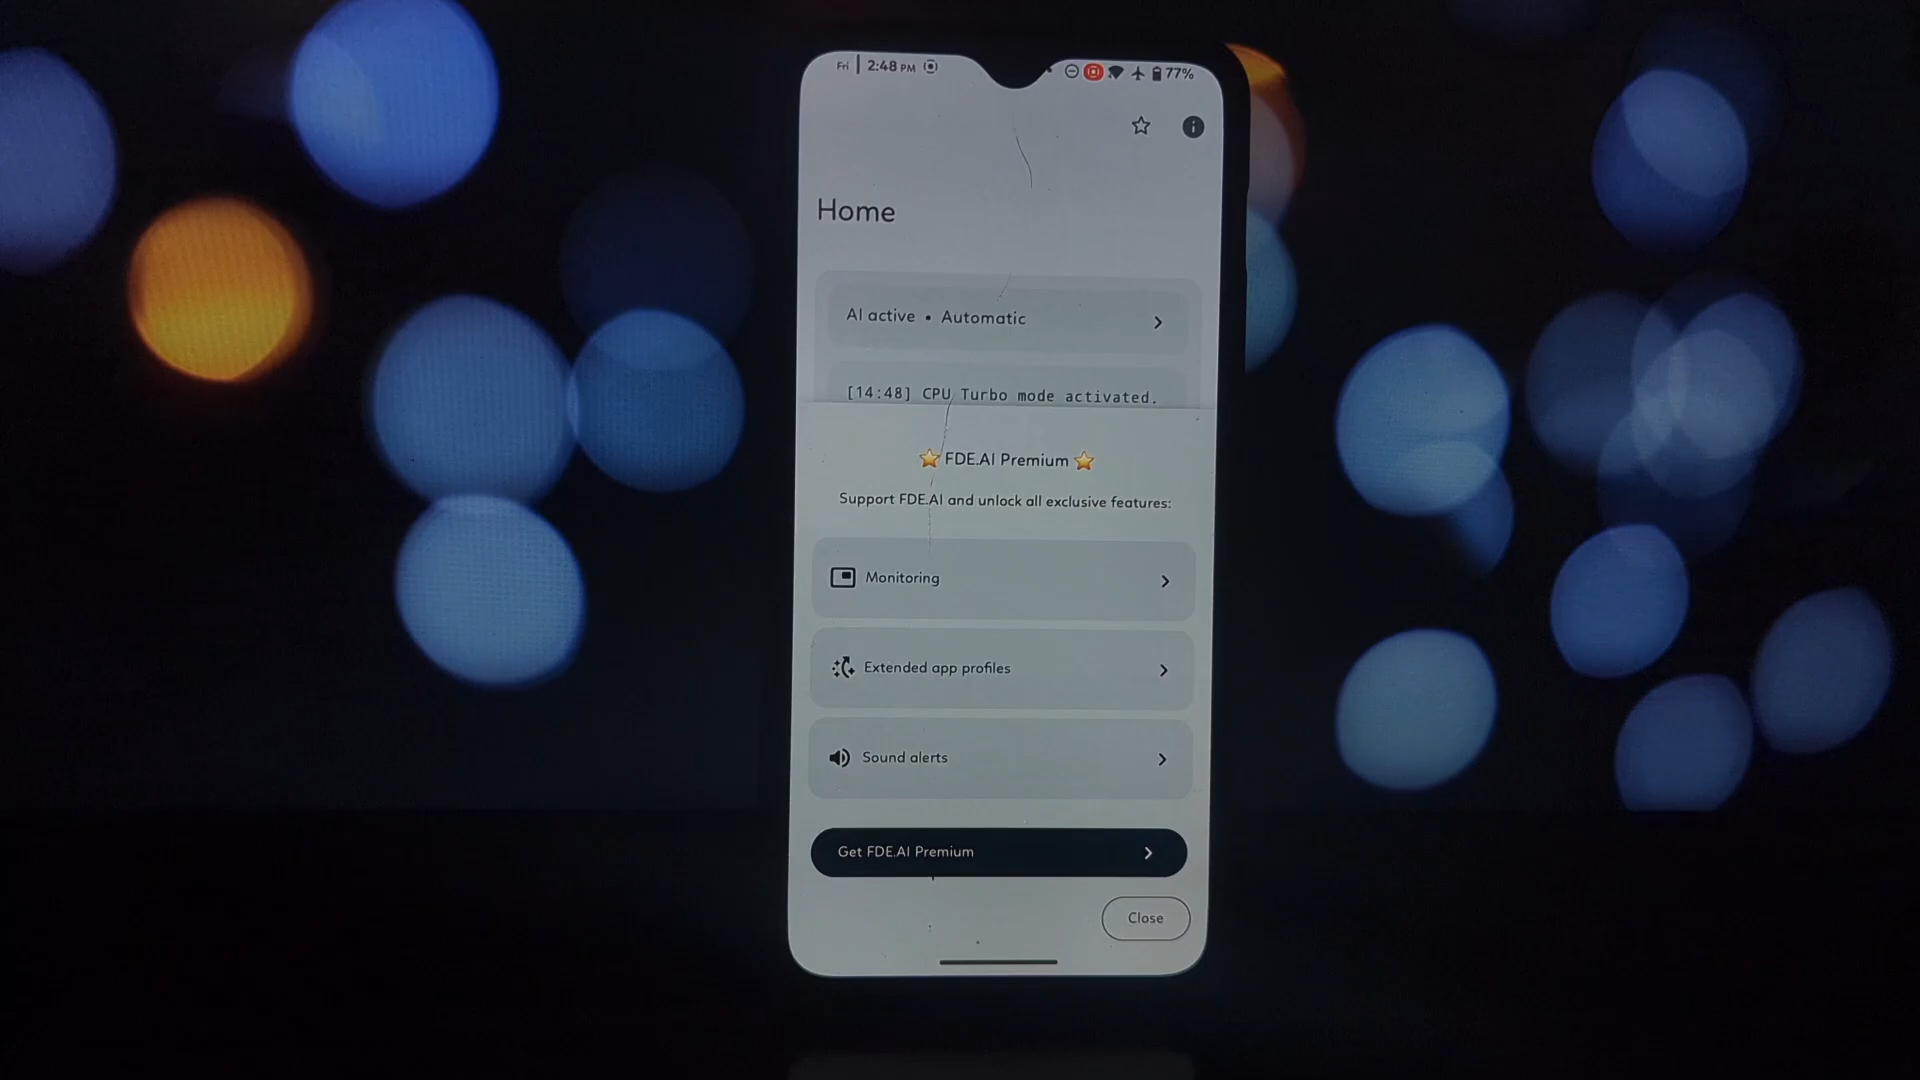 Fri | 2:48 PM 77%
Home
AI active • Automatic
[14:48] CPU Turbo mode activated.
⭐ FDE.AI Premium ⭐
Support FDE.AI and unlock all exclusive features:
Monitoring
Extended app profiles
Sound alerts
Get FDE.AI Premium
Close